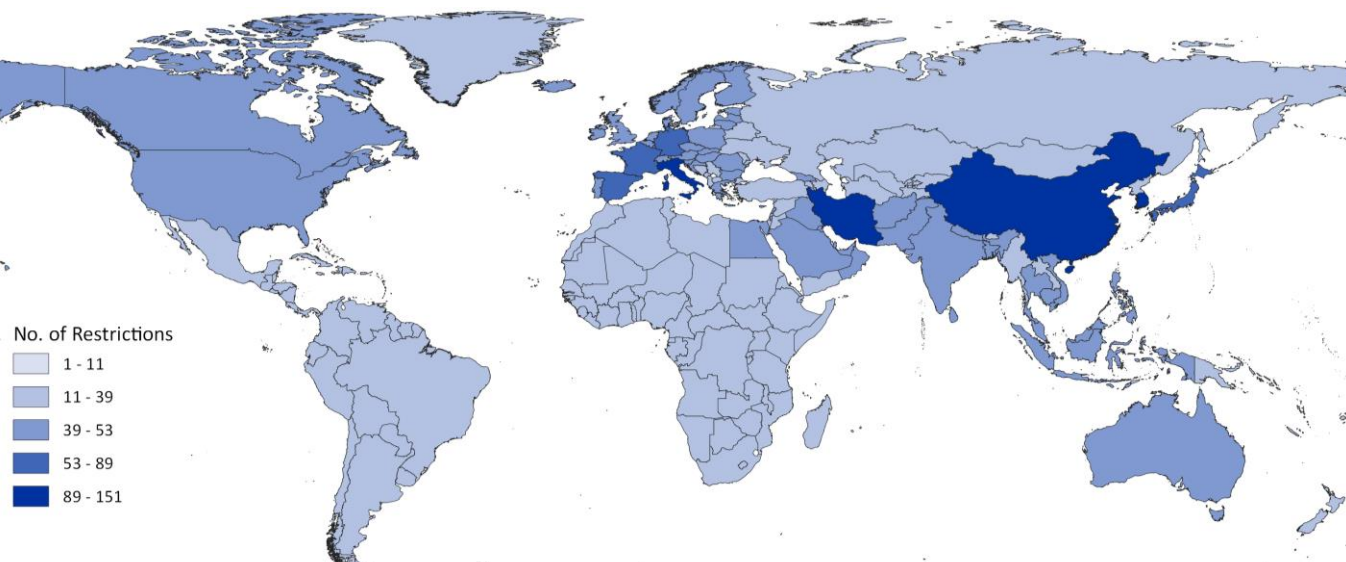 No. of Restrictions
1 - 11
11 - 39
39 - 53
53 - 89
89 - 151